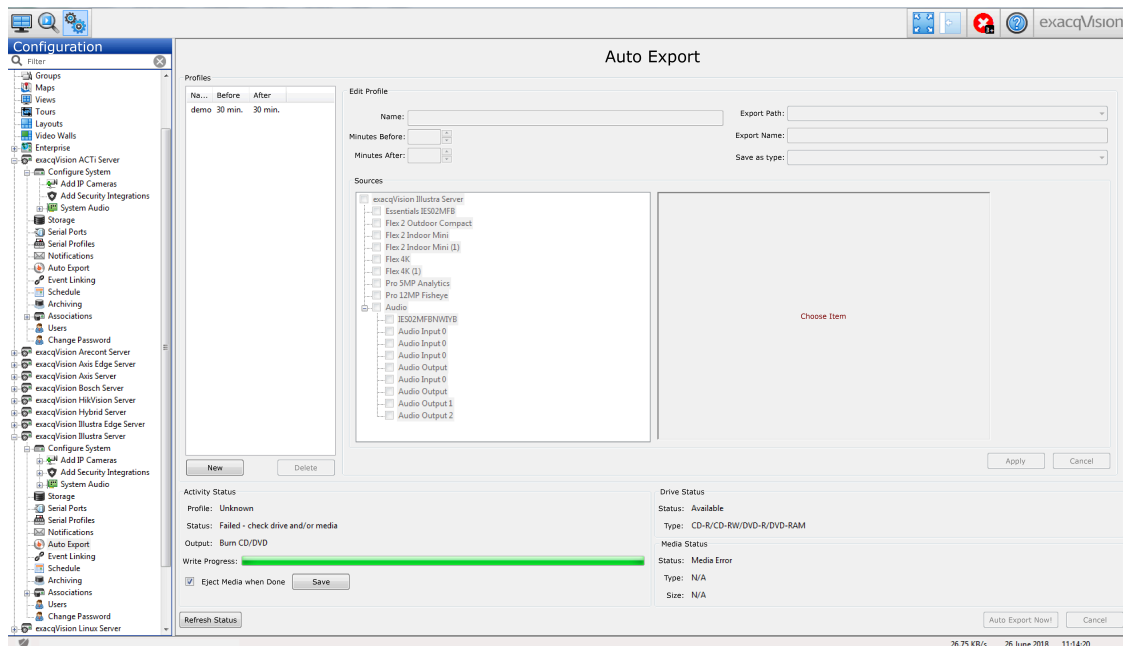 exacqVision
Configuration
Filter
Groups
Maps
Views
Tours
Layouts
Video Walls
Enterprise
exacqVision ACTi Server
Configure System
Add IP Cameras
Add Security Integrations
System Audio
Storage
Serial Ports
Serial Profiles
Notifications
Auto Export
Event Linking
Schedule
Archiving
Associations
Users
Change Password
exacqVision Arecont Server
exacqVision Axis Edge Server
exacqVision Axis Server
exacqVision Bosch Server
exacqVision HikVision Server
exacqVision Hybrid Server
exacqVision Illustra Edge Server
exacqVision Illustra Server
Configure System
Add IP Cameras
Add Security Integrations
System Audio
Storage
Serial Ports
Serial Profiles
Notifications
Auto Export
Event Linking
Schedule
Archiving
Associations
Users
Change Password
exacqVision Linux Server
Auto Export
Profiles
Na... Before After
demo 30 min. 30 min.
New Delete
Edit Profile
Name:
Minutes Before:
Minutes After:
Export Path:
Export Name:
Save as type:
Sources
exacqVision Illustra Server
Essentials IES02MFB
Flex 2 Outdoor Compact
Flex 2 Indoor Mini
Flex 2 Indoor Mini (1)
Flex 4K
Flex 4K (1)
Pro 5MP Analytics
Pro 12MP Fisheye
Audio
IES02MFBNWIYB
Audio Input 0
Audio Input 0
Audio Input 0
Audio Output
Audio Input 0
Audio Output
Audio Output 1
Audio Output 2
Choose Item
Apply Cancel
Activity Status
Profile: Unknown
Status: Failed - check drive and/or media
Output: Burn CD/DVD
Write Progress:
Eject Media when Done Save
Drive Status
Status: Available
Type: CD-R/CD-RW/DVD-R/DVD-RAM
Media Status
Status: Media Error
Type: N/A
Size: N/A
Refresh Status Auto Export Now! Cancel
26.75 KB/s 26 June 2018 11:14:20